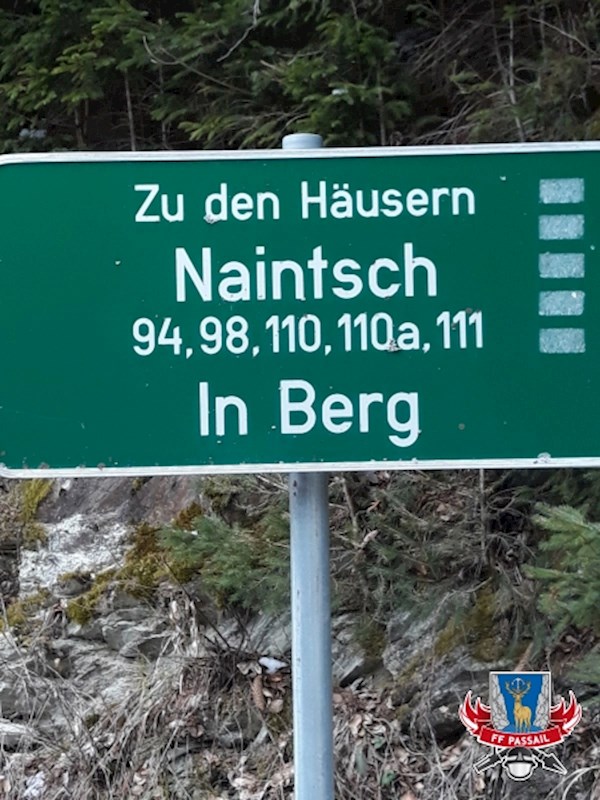 Zu den Häusern
Naintsch
94, 98, 110, 110a, 111
In Berg
FF PASSAIL